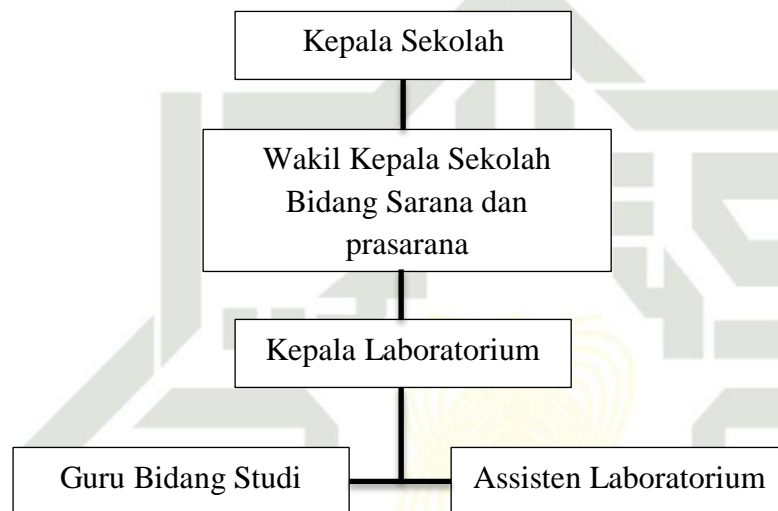 Kepala Sekolah
Wakil Kepala Sekolah
Bidang Sarana dan
prasarana
Kepala Laboratorium
Guru Bidang Studi
Assisten Laboratorium